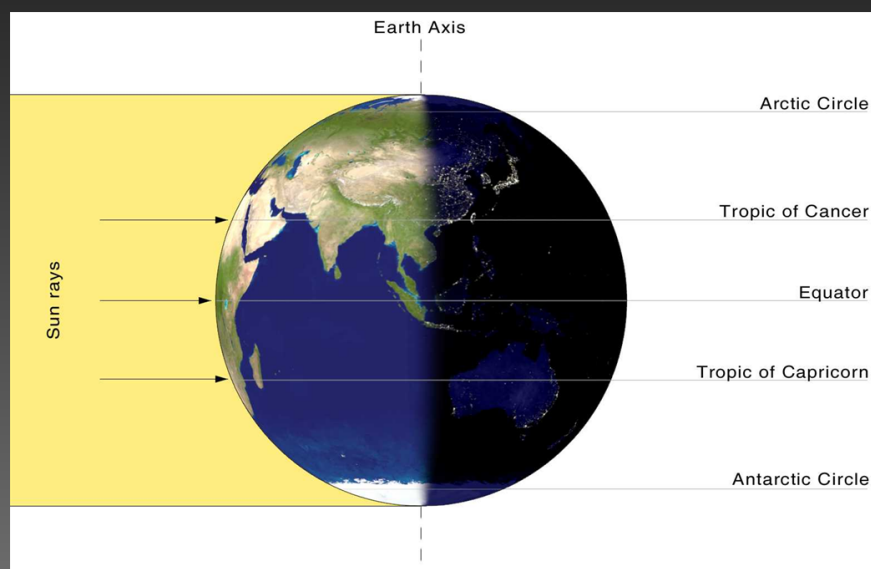 Earth Axis
Arctic Circle
Tropic of Cancer
Equator
Sun rays
Tropic of Capricorn
Antarctic Circle